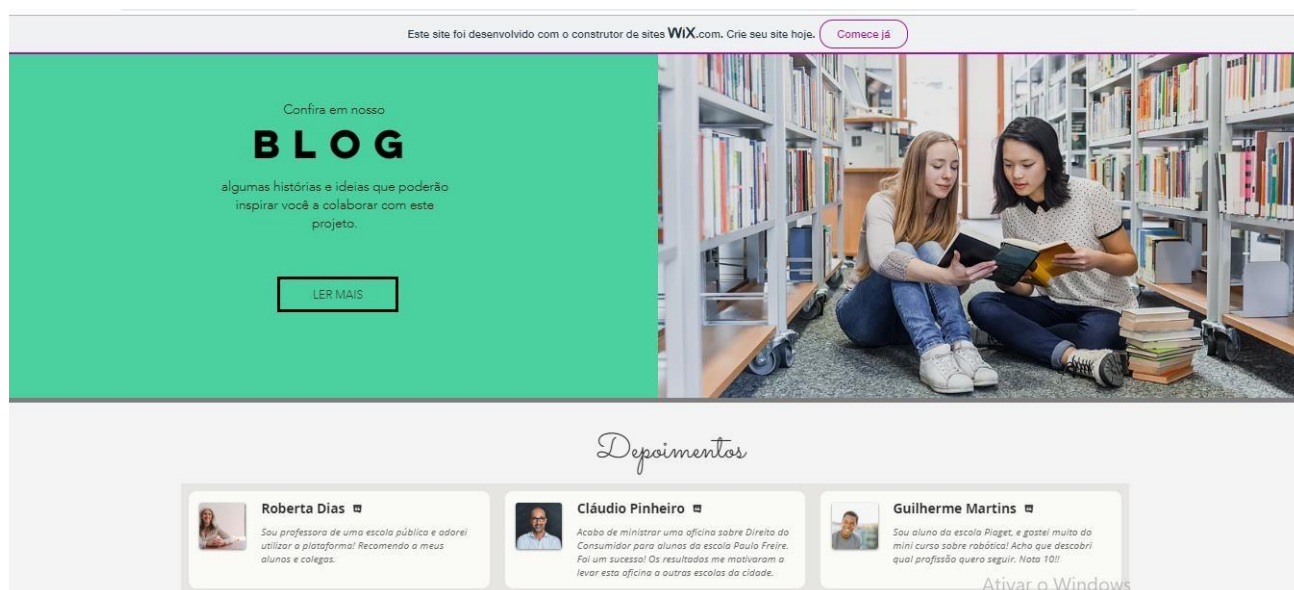 Este site foi desenvolvido com o construtor de sites WiX.com. Crie seu site hoje. Comece já
Confira em nosso
BLOG
algumas histórias e ideias que poderão
inspirar você a colaborar com este
projeto.
LER MAIS
Depoimentos
Roberta Dias
Sou professora de uma escola pública e adorei
utilizar a plataforma! Recomendo a meus
alunos e colegas.
Cláudio Pinheiro
Acabo de ministrar uma oficina sobre Direito do
Consumidor para alunos da escola Paulo Freire.
Foi um sucesso! Os resultados me motivaram a
levar esta oficina a outras escolas da cidade.
Guilherme Martins
Sou aluno da escola Piaget, e gostei muito do
mini curso sobre robótica! Acho que descobri
qual profissão quero seguir. Nota 10!!
Ativar o Windows